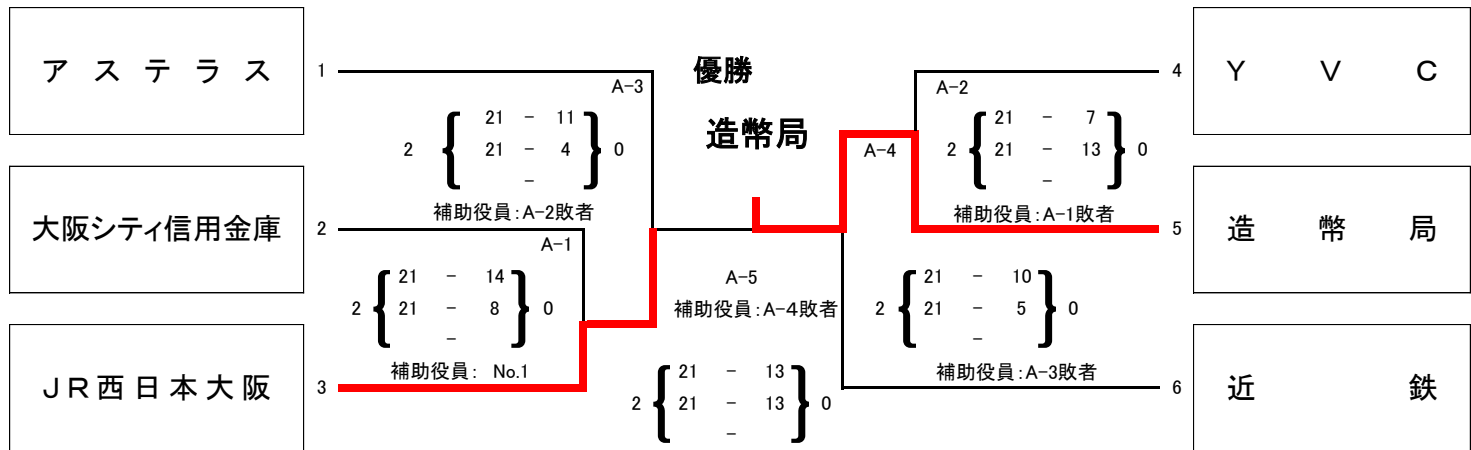 アステラス
1
A-3
2 { 21 - 11 } 0
21 - 4
-
補助役員：A-2敗者
大阪シティ信用金庫
2
A-1
2 { 21 - 14 } 0
21 - 8
-
補助役員： No.1
JR西日本大阪
3
優勝
造幣局
A-5
補助役員：A-4敗者
2 { 21 - 13 } 0
21 - 13
-
YVC
4
A-2
A-4
2 { 21 - 7 } 0
21 - 13
-
補助役員：A-1敗者
造幣局
5
2 { 21 - 10 } 0
21 - 5
-
補助役員：A-3敗者
近鉄
6